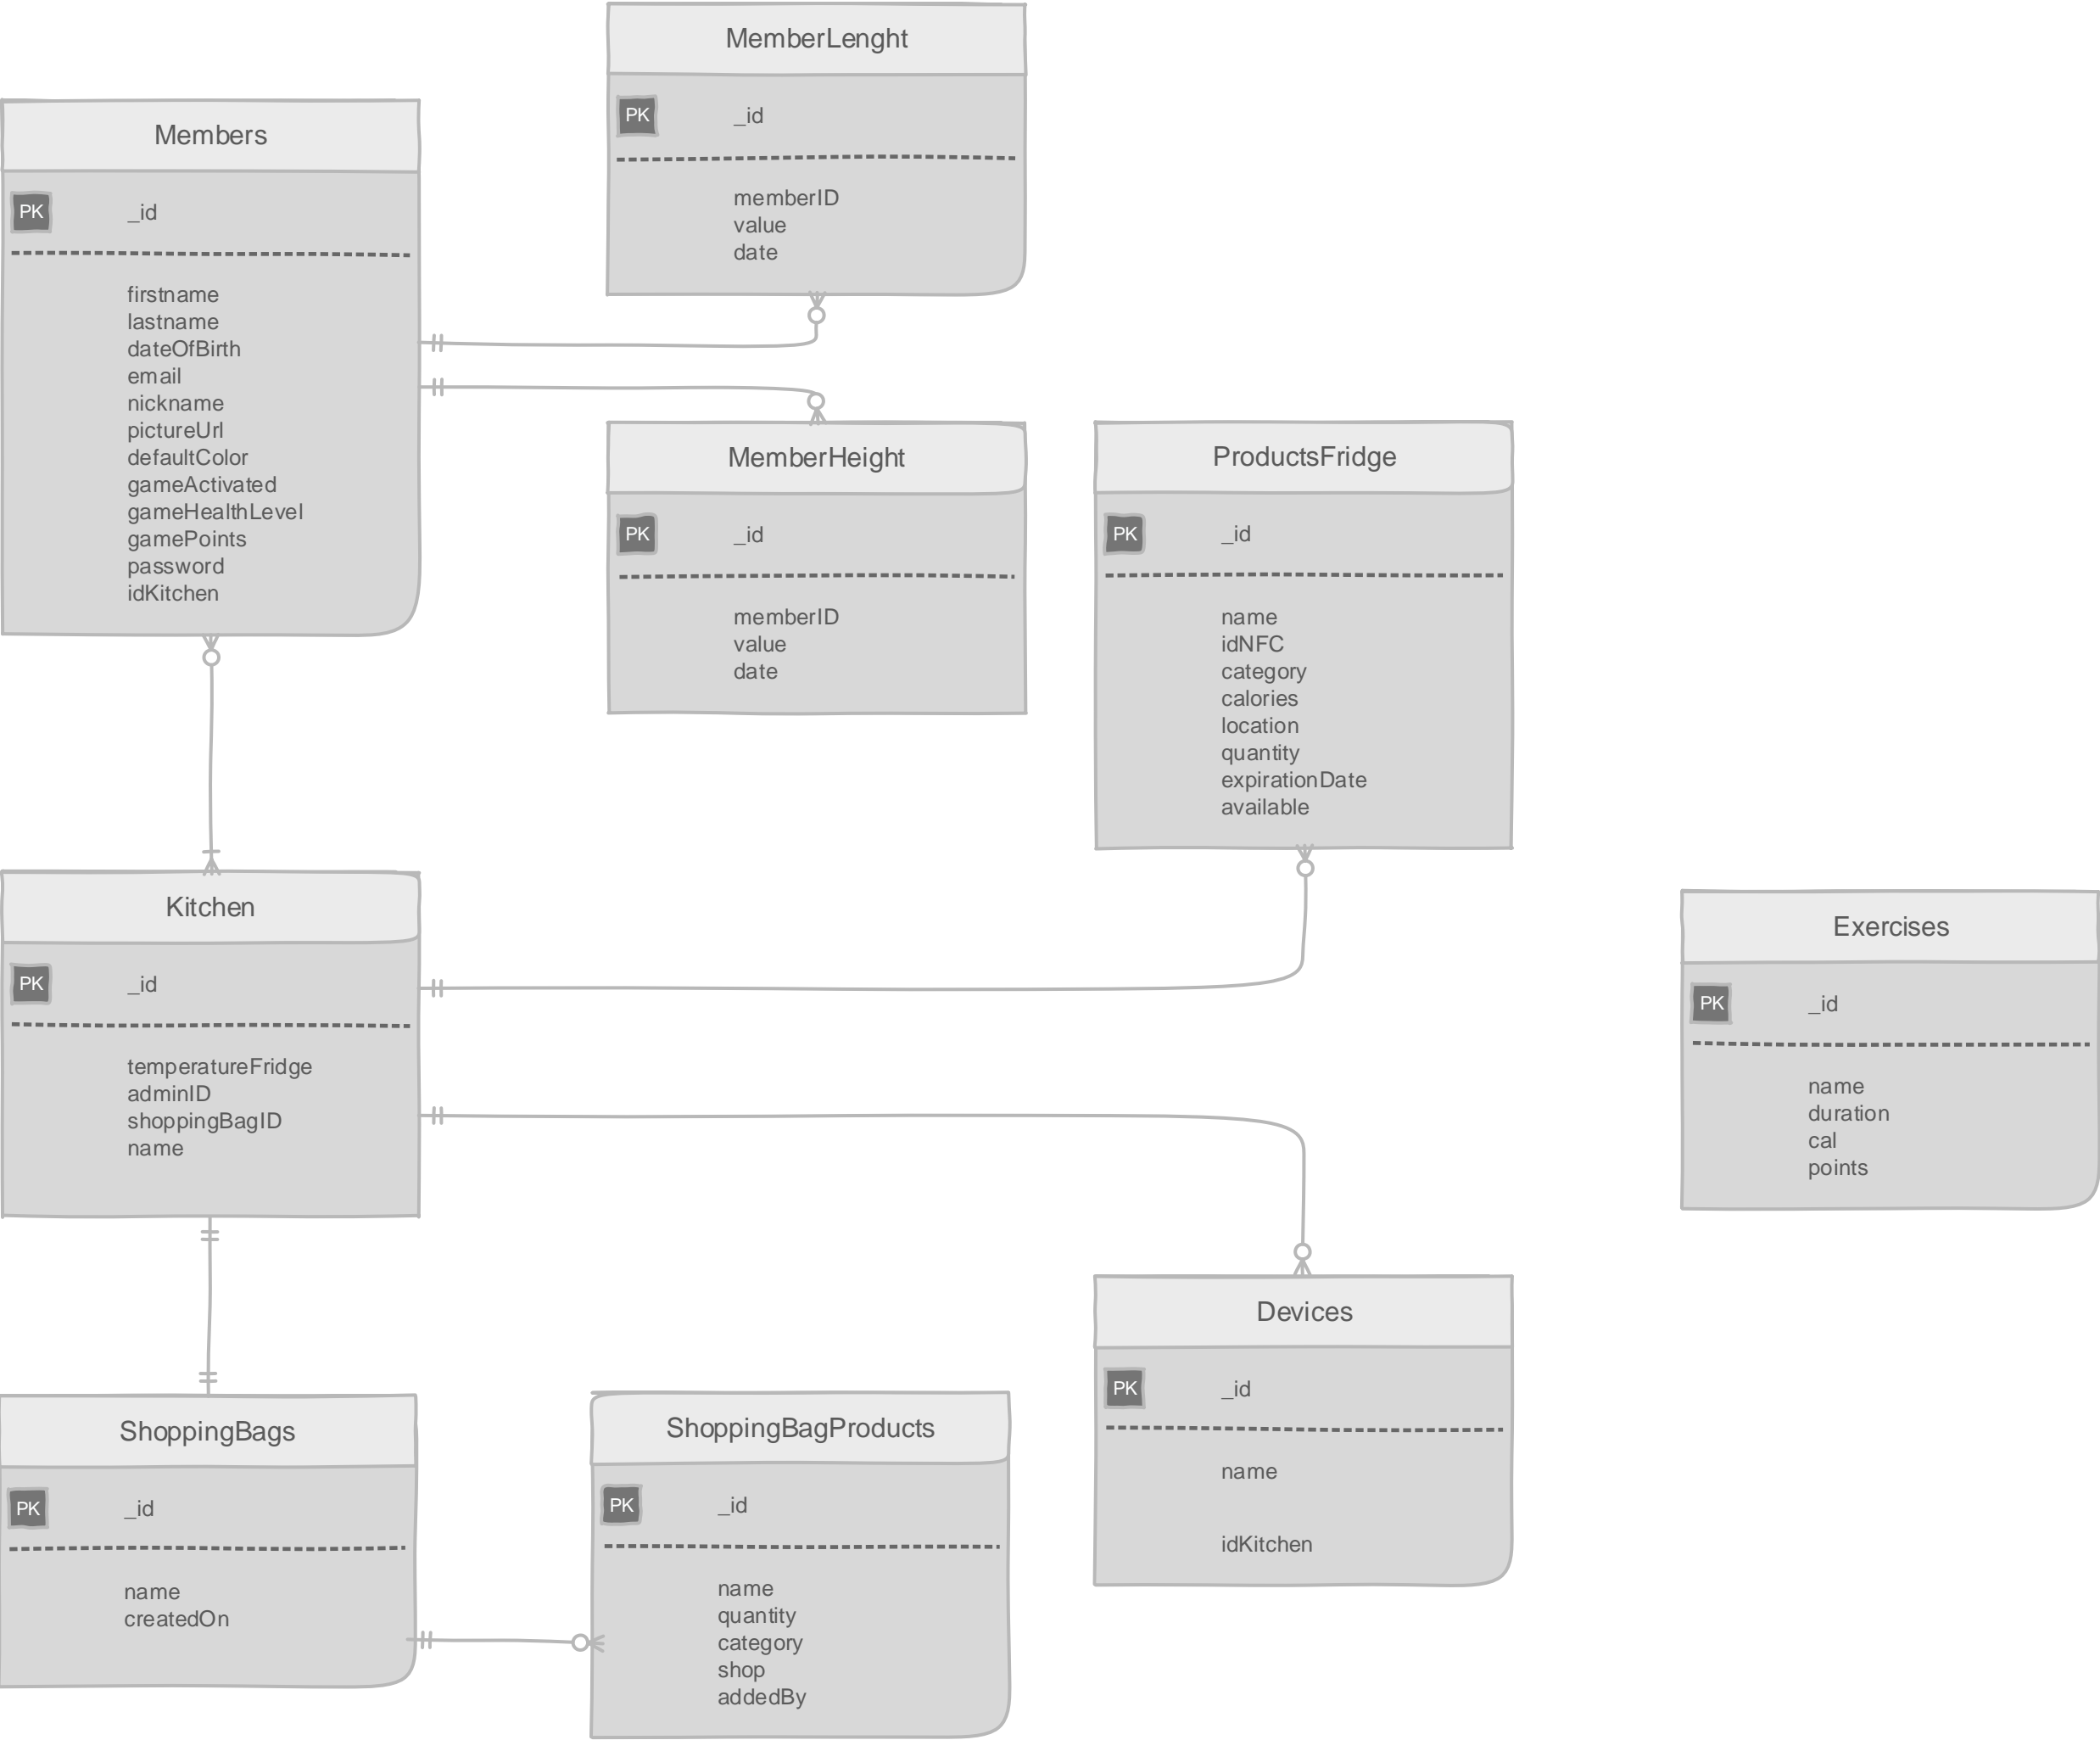 MemberLenght
PK
_id
memberID
value
date
Members
PK
_id
firstname
lastname
dateOfBirth
email
nickname
pictureUrl
defaultColor
gameActivated
gameHealthLevel
gamePoints
password
idKitchen
MemberHeight
PK
_id
memberID
value
date
ProductsFridge
PK
_id
name
idNFC
category
calories
location
quantity
expirationDate
available
Kitchen
PK
_id
temperatureFridge
adminID
shoppingBagID
name
Exercises
PK
_id
name
duration
cal
points
Devices
PK
_id
name
idKitchen
ShoppingBags
PK
_id
name
createdOn
ShoppingBagProducts
PK
_id
name
quantity
category
shop
addedBy